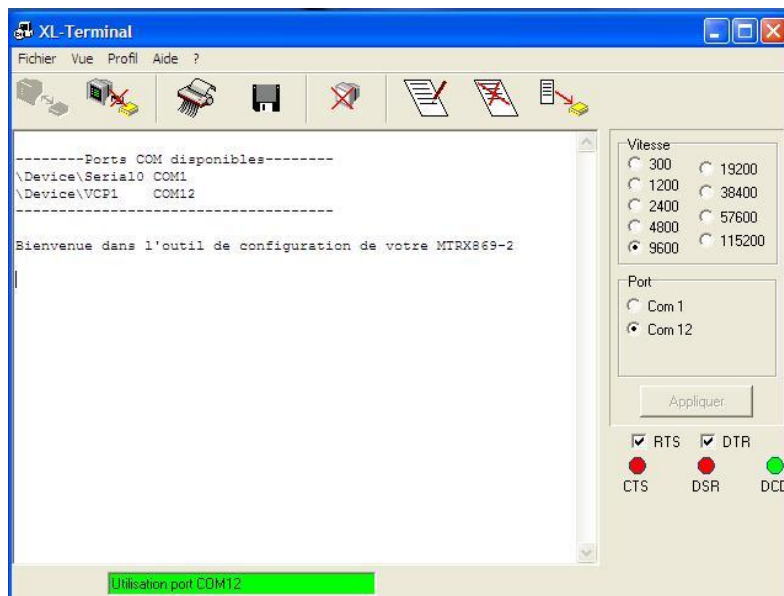 XL-Terminal
Fichier Vue Profil Aide ?
--------Ports COM disponibles--------
\Device\Serial0 COM1
\Device\VCP1 COM12
-------------------------------------
Bienvenue dans l'outil de configuration de votre MTRX869-2
Vitesse
300
1200
2400
4800
9600
19200
38400
57600
115200
Port
Com 1
Com 12
Appliquer
RTS DTR
CTS DSR DCD
Utilisation port COM12